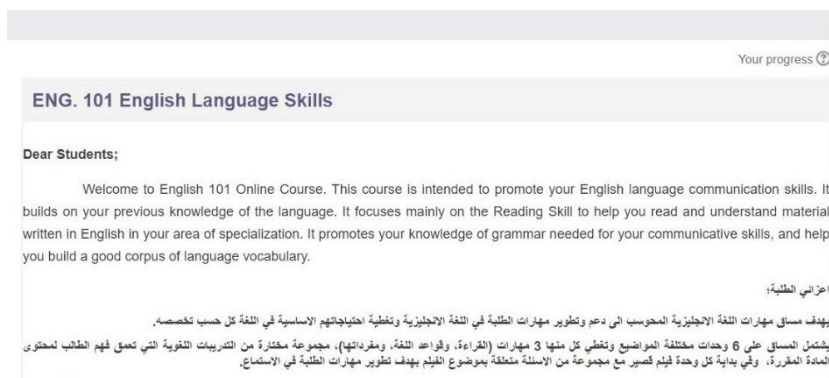 Your progress
ENG. 101 English Language Skills
Dear Students;
Welcome to English 101 Online Course. This course is intended to promote your English language communication skills. It
builds on your previous knowledge of the language. It focuses mainly on the Reading Skill to help you read and understand material
written in English in your area of specialization. It promotes your knowledge of grammar needed for your communicative skills, and help
you build a good corpus of language vocabulary.
اعزائي الطلبة؛
يهدف مساق مهارات اللغة الانجليزية المحوسب الى دعم وتطوير مهارات الطلبة في اللغة الانجليزية وتغطية احتياجاتهم الاساسية في اللغة كل حسب تخصصه.
يشتمل المساق على 6 وحدات مختلفة المواضيع وتغطي كل منها 3 مهارات (القراءة، وقواعد اللغة، ومفرداتها)، مجموعة مختارة من التدريبات اللغوية التي تعمق فهم الطالب لمحتوى
المادة المقررة، وفي بداية كل وحدة فيلم قصير مع مجموعة من الاسئلة متعلقة بموضوع الفيلم بهدف تطوير مهارات الطلبة في الاستماع.